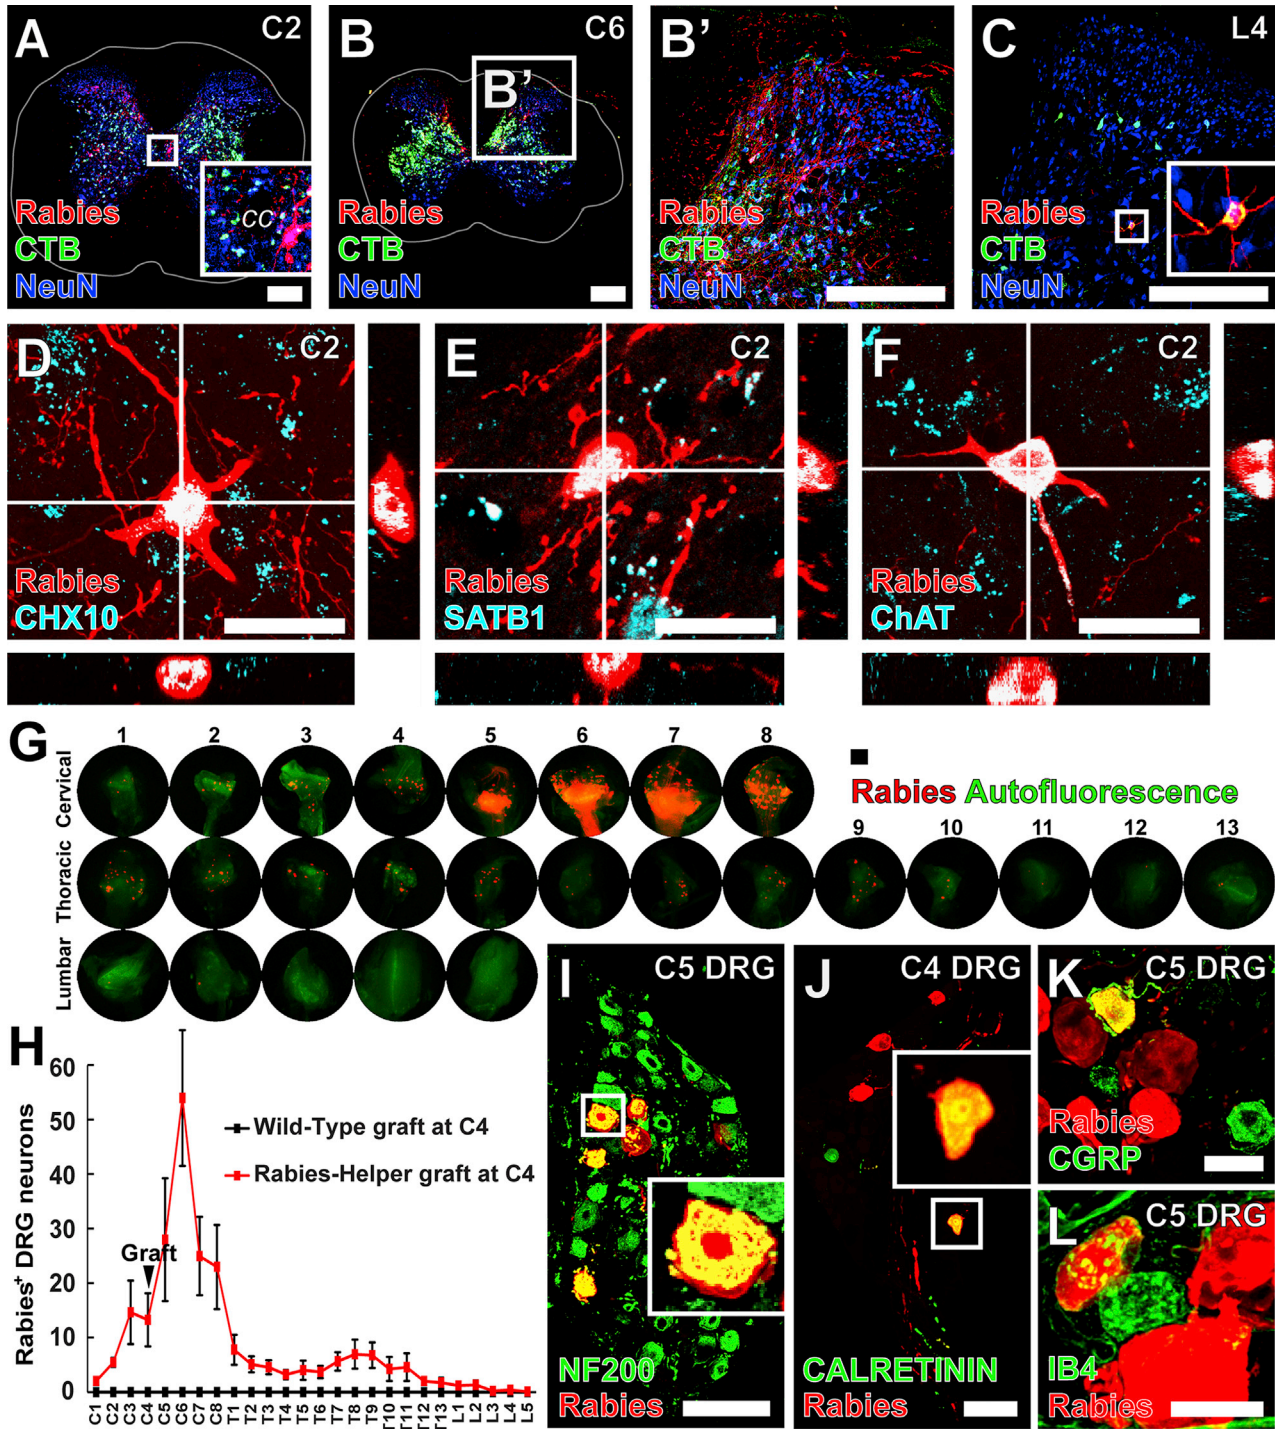 A
C2
Rabies
CTB
NeuN
cc
B
C6
B’
Rabies
CTB
NeuN
B’
Rabies
CTB
NeuN
C
L4
Rabies
CTB
NeuN
D
C2
Rabies
CHX10
E
C2
Rabies
SATB1
F
C2
Rabies
ChAT
G
1 2 3 4 5 6 7 8
Cervical
Rabies Autofluorescence
9 10 11 12 13
Thoracic
Lumbar
H
Rabies+ DRG neurons
60
50
40
30
20
10
0
Wild-Type graft at C4
Rabies-Helper graft at C4
Graft
C1 C2 C3 C4 C5 C6 C7 C8 T1 T2 T3 T4 T5 T6 T7 T8 T9 T10 T11 T12 T13 L1 L2 L3 L4 L5
I
C5 DRG
NF200
Rabies
J
C4 DRG
CALRETININ
Rabies
K
C5 DRG
Rabies
CGRP
L
C5 DRG
IB4
Rabies